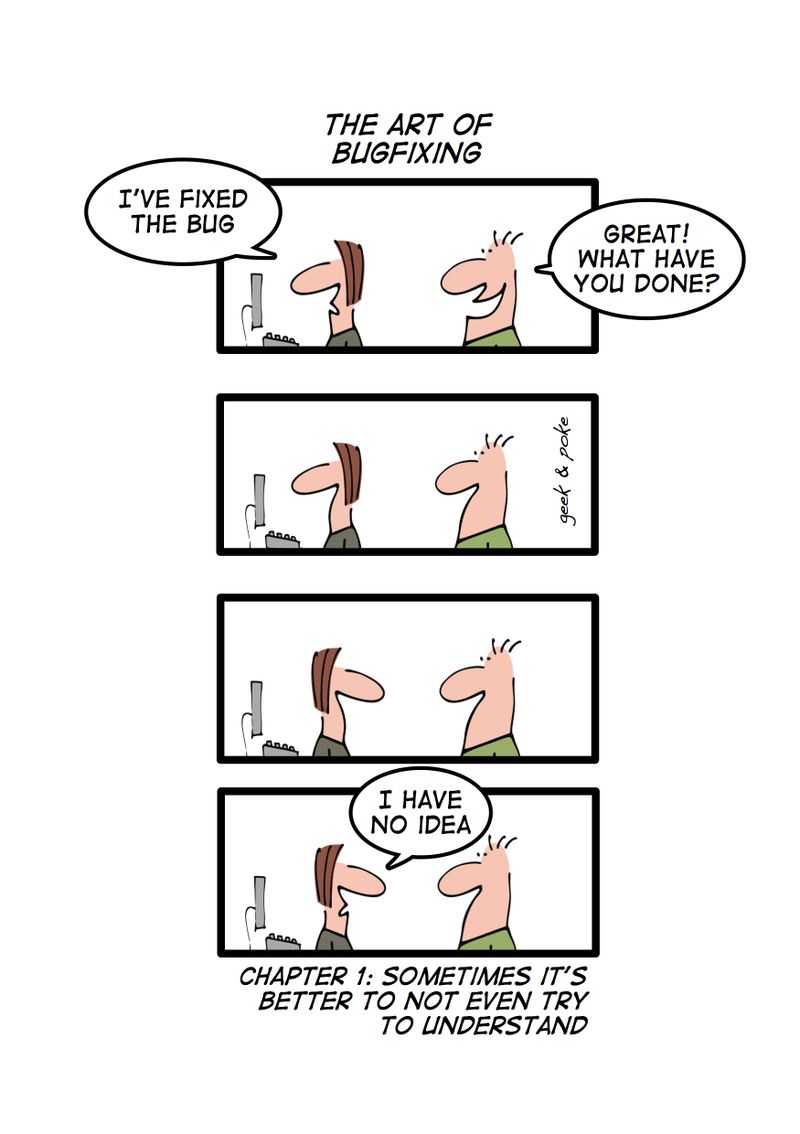 THE ART OF
BUGFIXING
I'VE FIXED
THE BUG
GREAT!
WHAT HAVE
YOU DONE?
geek & poke
I HAVE
NO IDEA
CHAPTER 1: SOMETIMES IT'S
BETTER TO NOT EVEN TRY
TO UNDERSTAND